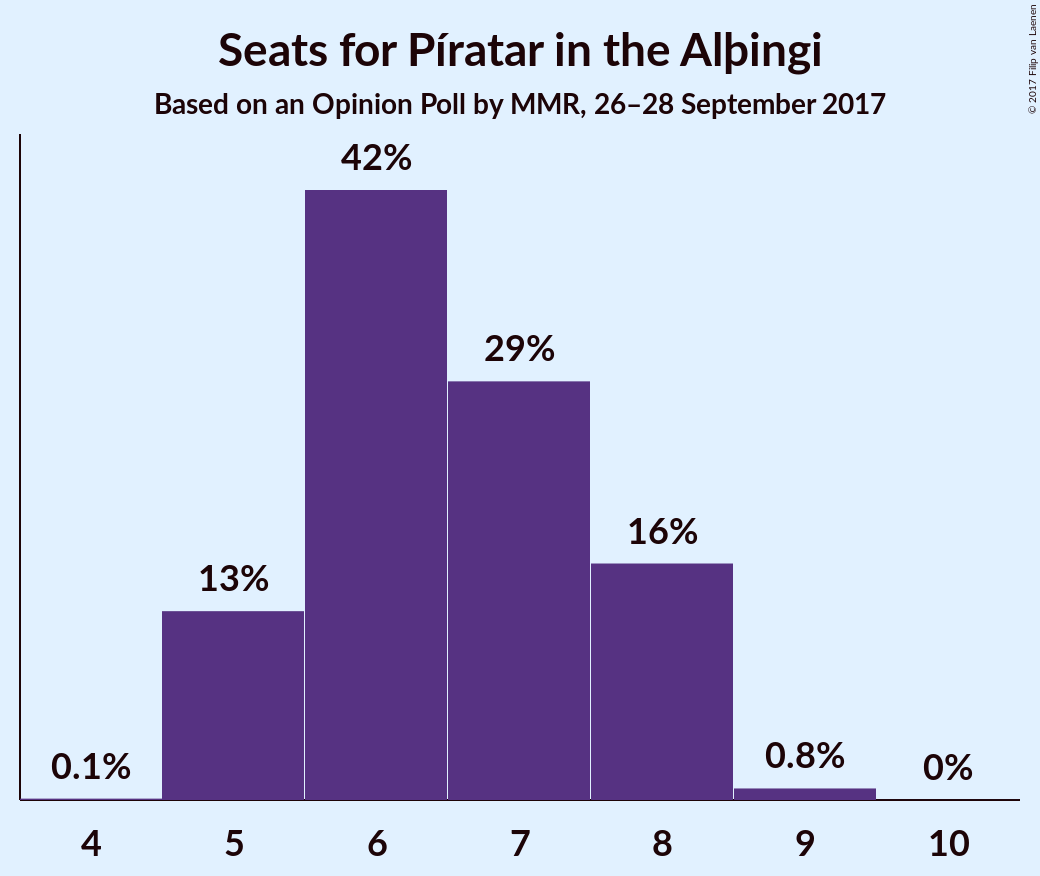 Seats for Píratar in the Alþingi
Based on an Opinion Poll by MMR, 26–28 September 2017
© 2017 Filip van Laenen
42%
29%
16%
13%
0.1%
0.8%
0%
4 5 6 7 8 9 10